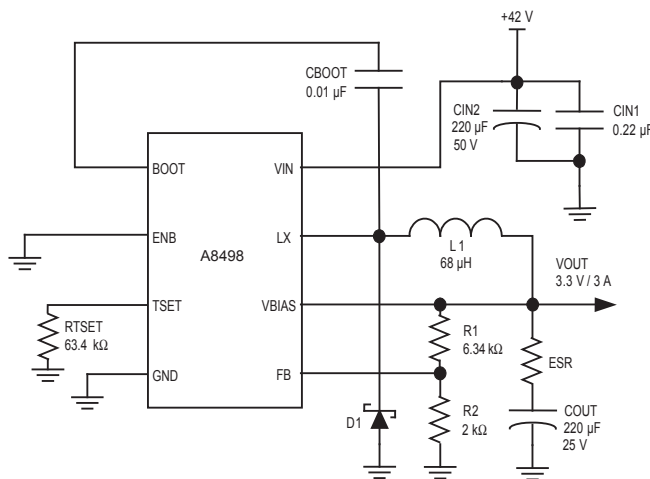 +42 V
CBOOT
0.01 µF
CIN2
220 µF
50 V
CIN1
0.22 µF
BOOT
VIN
ENB
LX
A8498
L1
68 µH
VOUT
3.3 V / 3 A
TSET
VBIAS
RTSET
63.4 kΩ
R1
6.34 kΩ
ESR
GND
FB
D1
R2
2 kΩ
COUT
220 µF
25 V